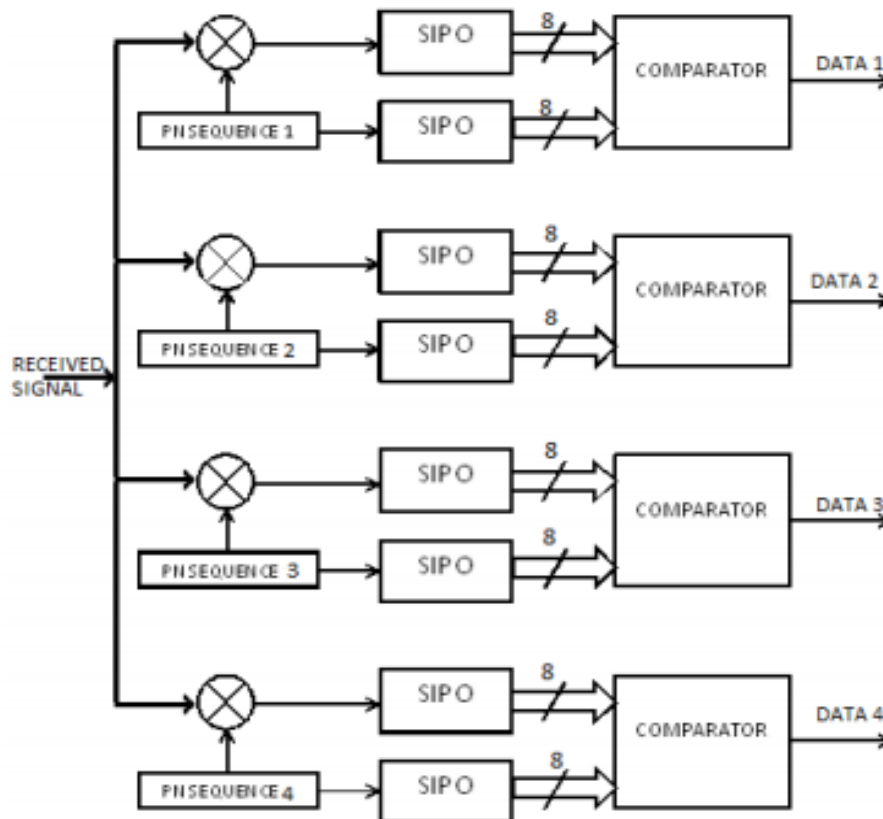 SIPO
8
COMPARATOR
DATA 1
PN SEQUENCE 1
SIPO
8
SIPO
8
COMPARATOR
DATA 2
PN SEQUENCE 2
SIPO
8
RECEIVED
SIGNAL
SIPO
8
COMPARATOR
DATA 3
PN SEQUENCE 3
SIPO
8
SIPO
8
COMPARATOR
DATA 4
PN SEQUENCE 4
SIPO
8